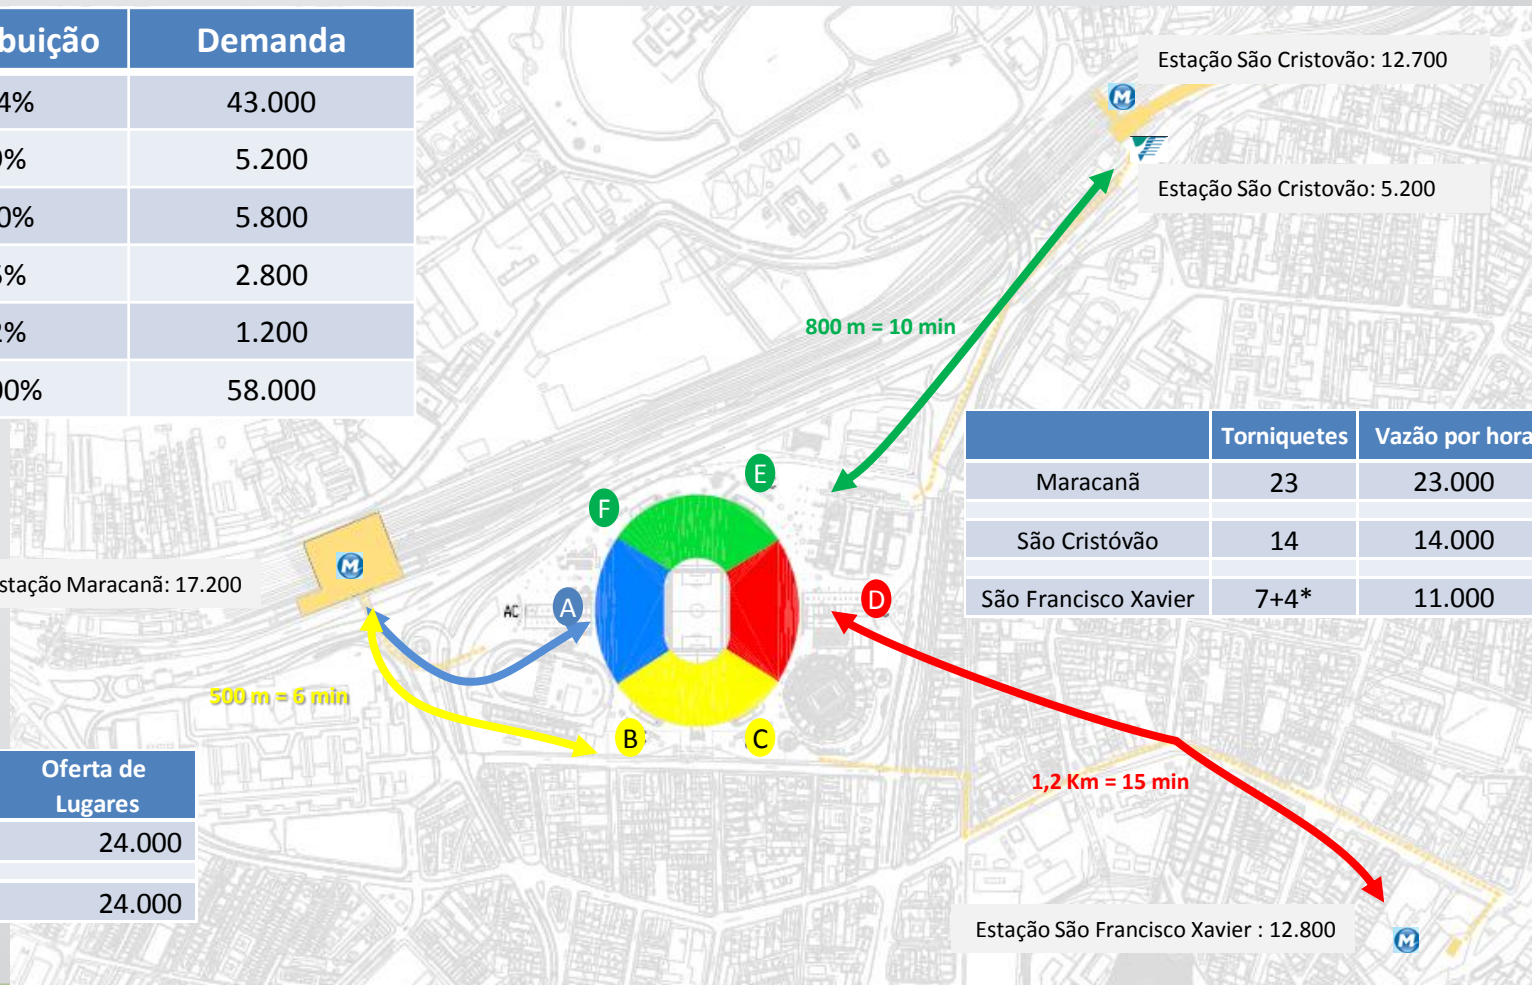 buição Demanda
4% 43.000
% 5.200
0% 5.800
% 2.800
% 1.200
00% 58.000
Estação São Cristovão: 12.700
M
Estação São Cristovão: 5.200
800 m = 10 min
Torniquetes Vazão por hora
Maracanã 23 23.000
São Cristóvão 14 14.000
São Francisco Xavier 7+4* 11.000
E
F
M
stação Maracanã: 17.200
AC
A
D
500 m = 6 min
B
C
Oferta de
Lugares
24.000
24.000
1,2 Km = 15 min
Estação São Francisco Xavier : 12.800
M